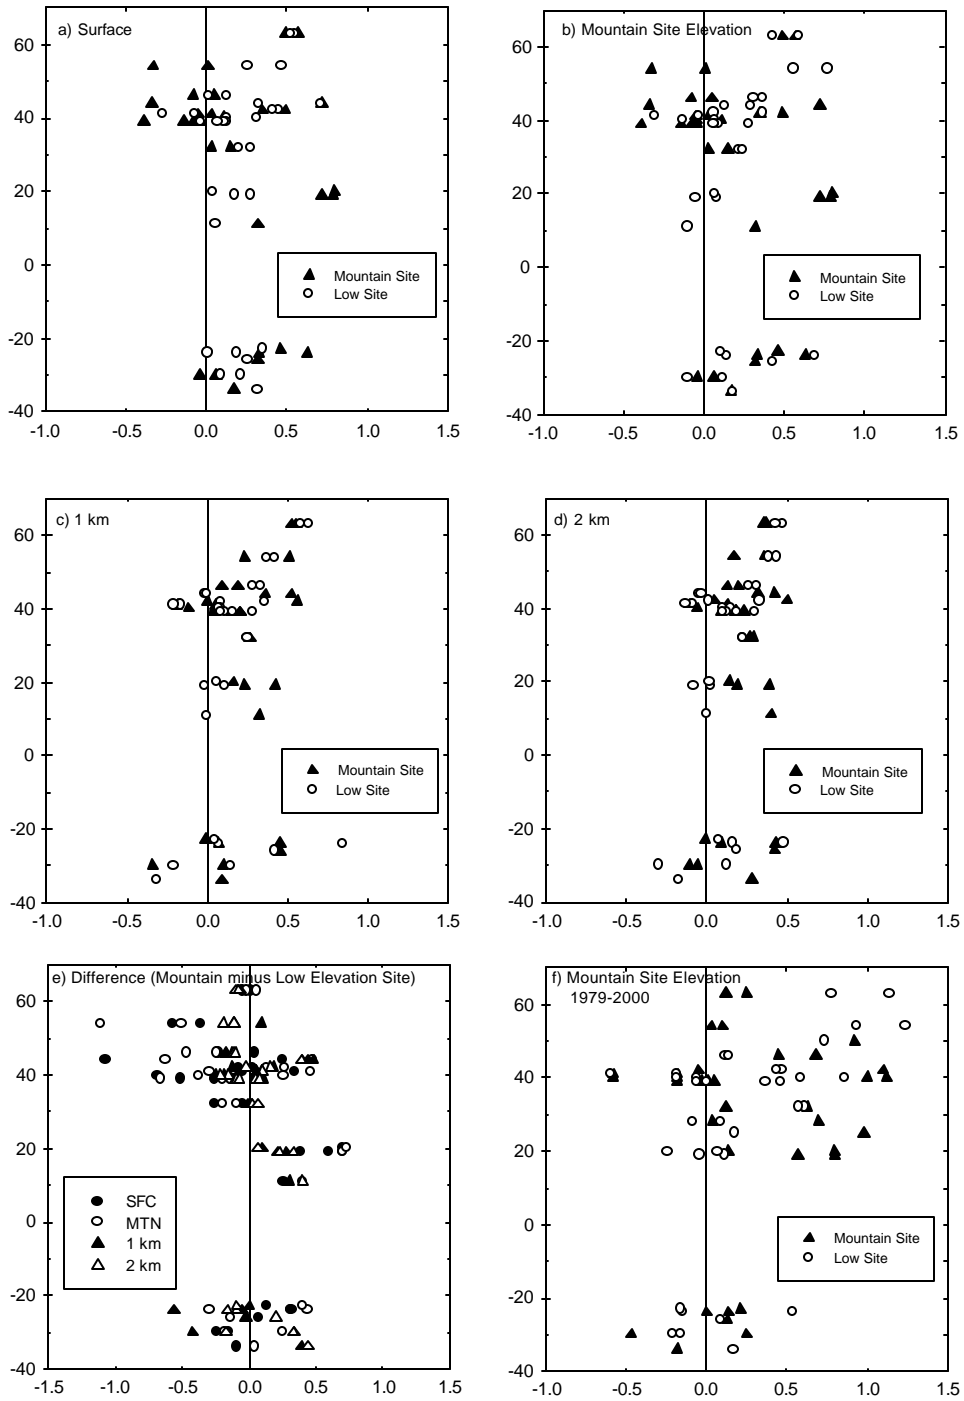 a) Surface
60
40
20
0
-20
-40
-1.0 -0.5 0.0 0.5 1.0 1.5
Mountain Site
Low Site
b) Mountain Site Elevation
60
40
20
0
-20
-40
-1.0 -0.5 0.0 0.5 1.0 1.5
Mountain Site
Low Site
c) 1 km
60
40
20
0
-20
-40
-1.0 -0.5 0.0 0.5 1.0 1.5
Mountain Site
Low Site
d) 2 km
60
40
20
0
-20
-40
-1.0 -0.5 0.0 0.5 1.0 1.5
Mountain Site
Low Site
e) Difference (Mountain minus Low Elevation Site)
60
40
20
0
-20
-40
-1.5 -1.0 -0.5 0.0 0.5 1.0 1.5
SFC
MTN
1 km
2 km
f) Mountain Site Elevation
1979-2000
60
40
20
0
-20
-40
-1.0 -0.5 0.0 0.5 1.0 1.5
Mountain Site
Low Site